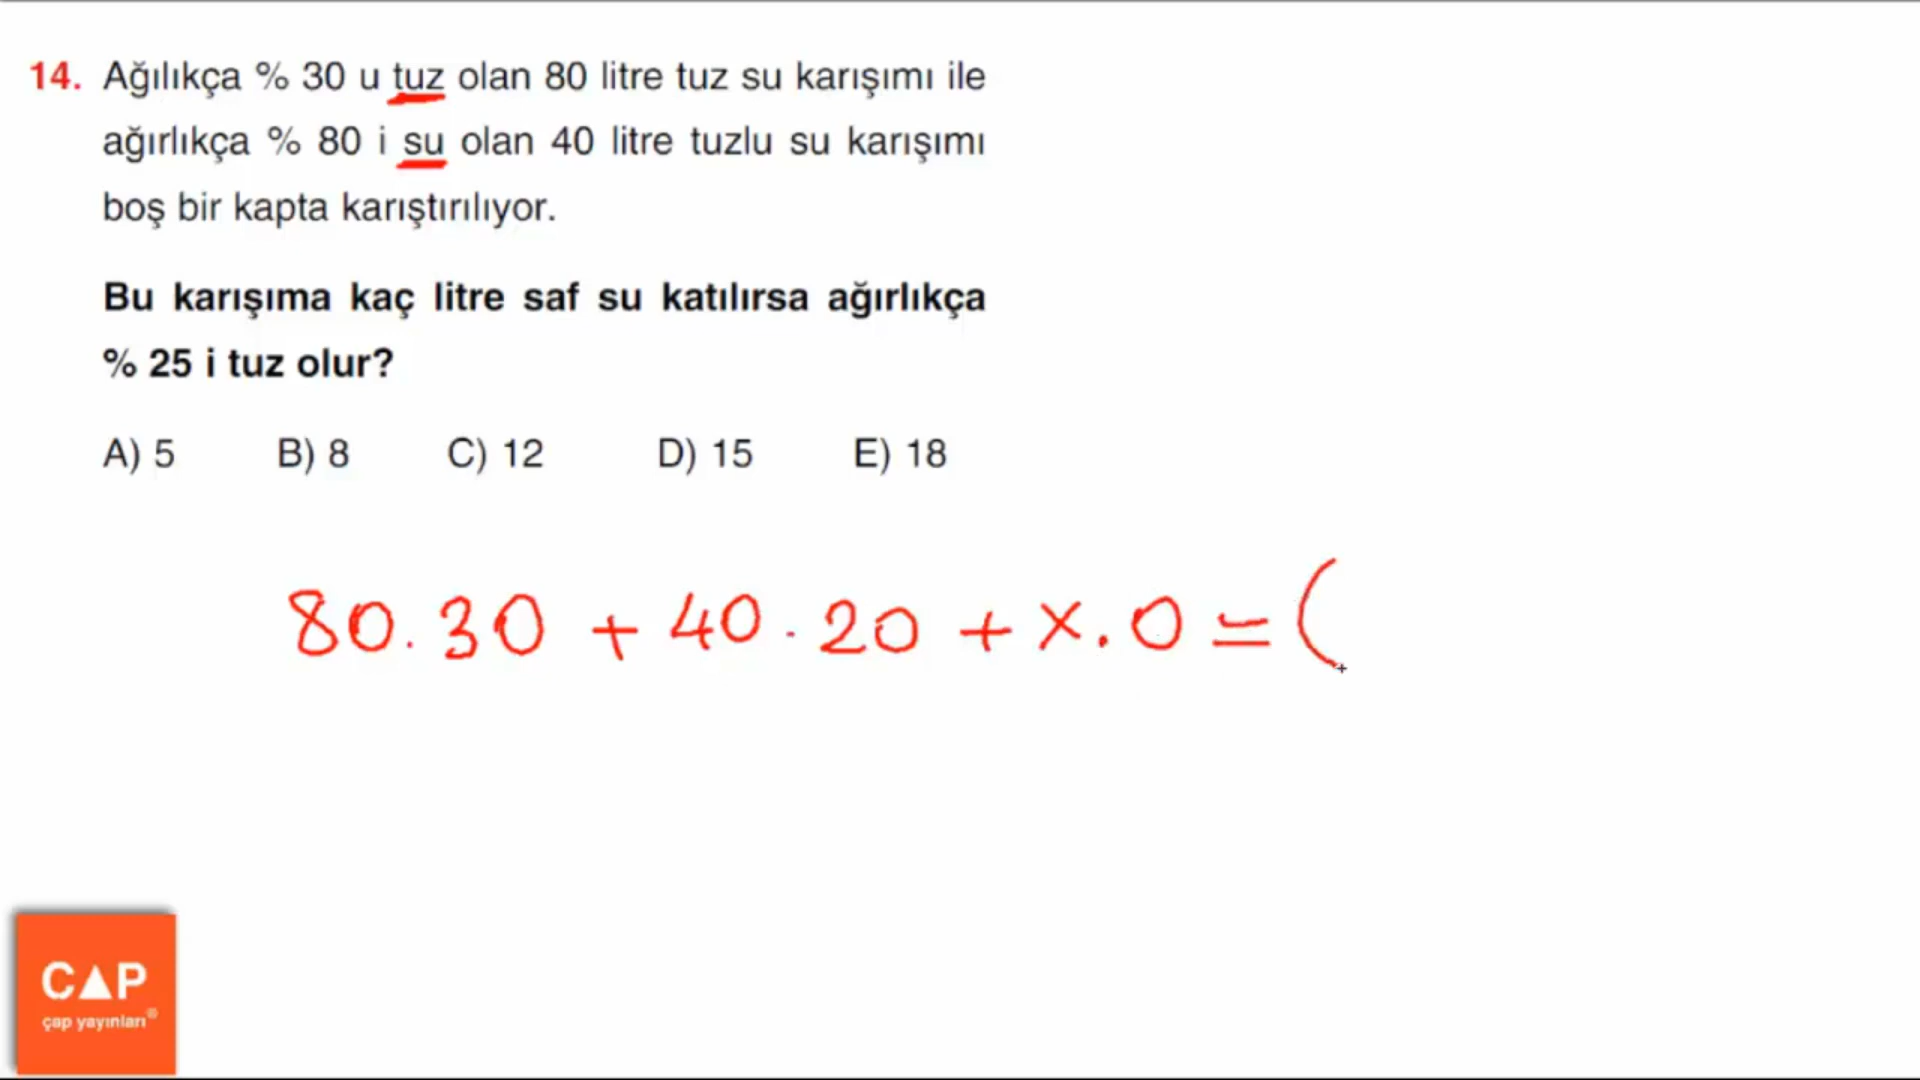 14. Ağılıkça % 30 u tuz olan 80 litre tuz su karışımı ile
ağırlıkça % 80 i su olan 40 litre tuzlu su karışımı
boş bir kapta karıştırılıyor.
Bu karışıma kaç litre saf su katılırsa ağırlıkça
% 25 i tuz olur?
A) 5 B) 8 C) 12 D) 15 E) 18
80.30 + 40.20 + x.0 = (
CAP
çap yayınları®